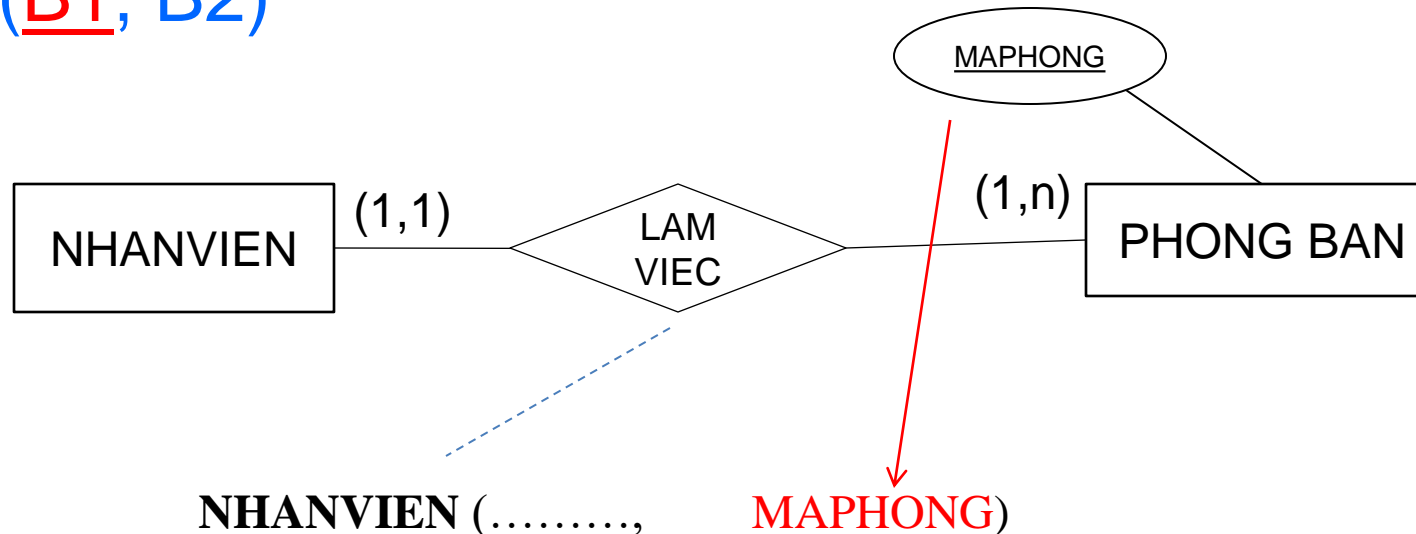 (B1, B2)
MAPHONG
(1,1)
(1,n)
NHANVIEN
LAM
VIEC
PHONG BAN
NHANVIEN (………, MAPHONG)